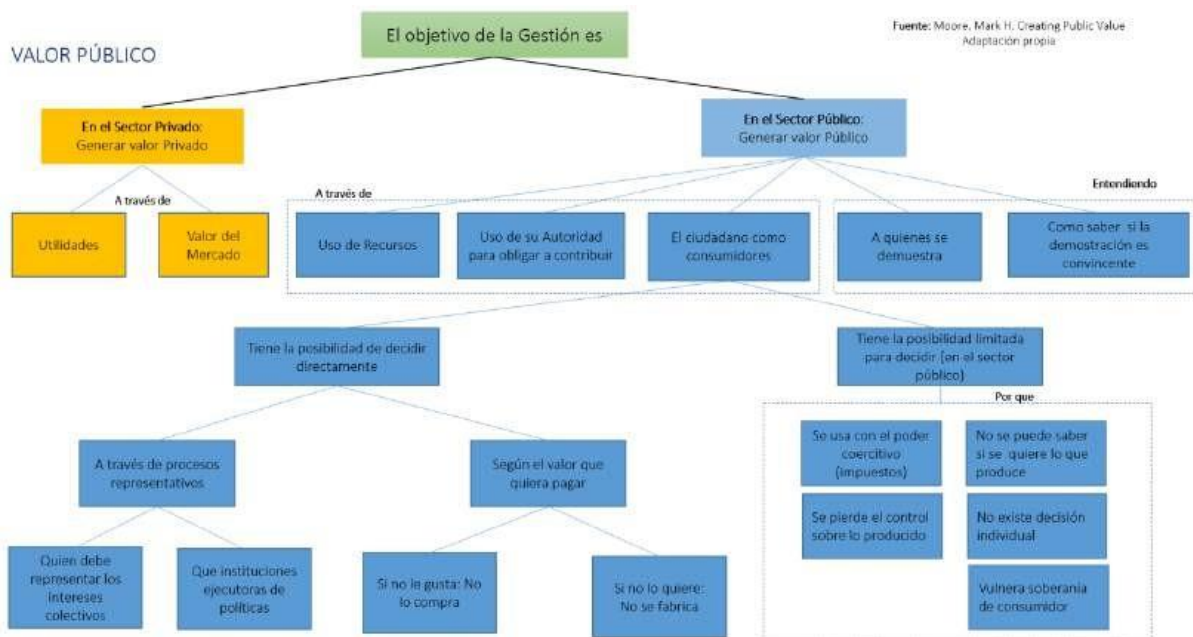 El objetivo de la Gestión es
Fuente: Moore, Mark H. Creating Public Value
Adaptación propia
VALOR PÚBLICO
En el Sector Privado:
Generar valor Privado
En el Sector Público:
Generar valor Público
A través de
Utilidades
Valor del
Mercado
A través de
Entendiendo
Uso de Recursos
Uso de su Autoridad
para obligar a contribuir
El ciudadano como
consumidores
A quienes se
demuestra
Como saber si la
demostración es
convincente
Tiene la posibilidad de decidir
directamente
Tiene la posibilidad limitada
para decidir (en el sector
público)
Por que
A través de procesos
representativos
Según el valor que
quiera pagar
Se usa con el poder
coercitivo
(impuestos)
No se puede saber
si se quiere lo que
produce
Se pierde el control
sobre lo producido
No existe decisión
individual
Vulnera soberanía
de consumidor
Quien debe
representar los
intereses
colectivos
Que instituciones
ejecutoras de
políticas
Si no le gusta: No
lo compra
Si no lo quiere:
No se fabrica